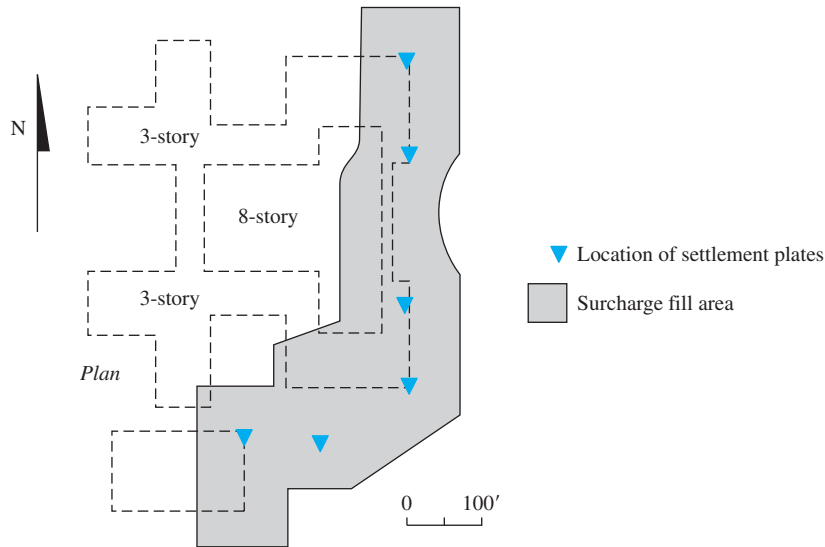 N
3-story
8-story
3-story
Plan
Location of settlement plates
Surcharge fill area
0 100′